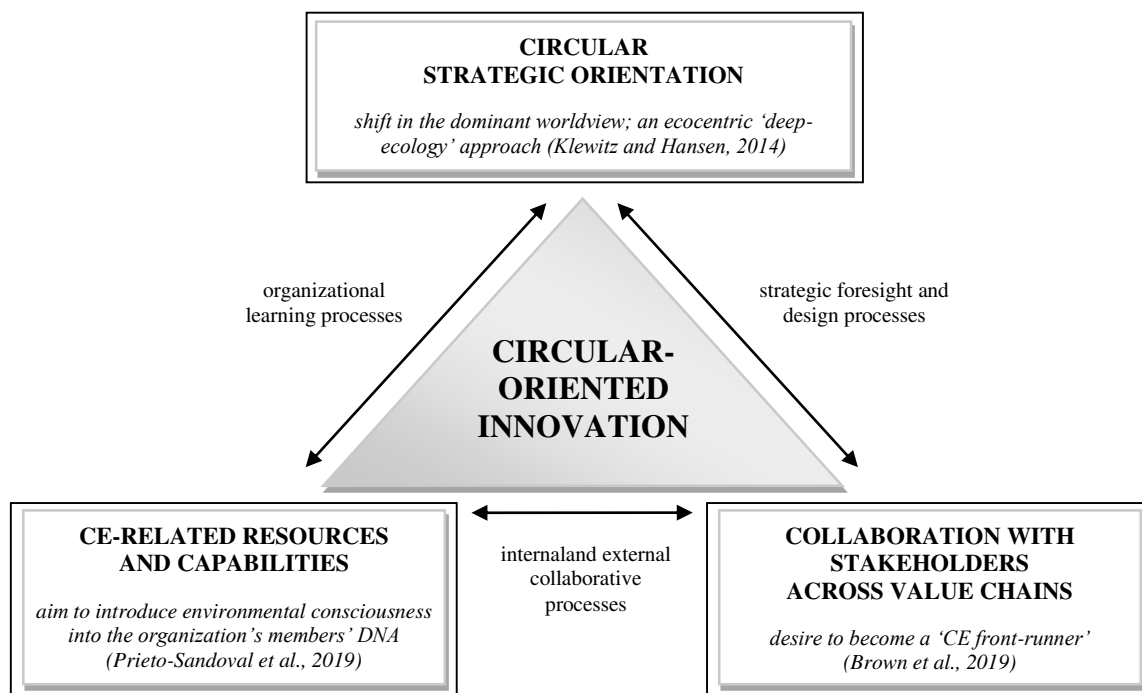 CIRCULAR
STRATEGIC ORIENTATION
shift in the dominant worldview; an ecocentric ‘deep-
ecology’ approach (Klewitz and Hansen, 2014)
organizational
learning processes
strategic foresight and
design processes
CIRCULAR-
ORIENTED
INNOVATION
CE-RELATED RESOURCES
AND CAPABILITIES
aim to introduce environmental consciousness
into the organization’s members’ DNA
(Prieto-Sandoval et al., 2019)
internaland external
collaborative
processes
COLLABORATION WITH
STAKEHOLDERS
ACROSS VALUE CHAINS
desire to become a ‘CE front-runner’
(Brown et al., 2019)